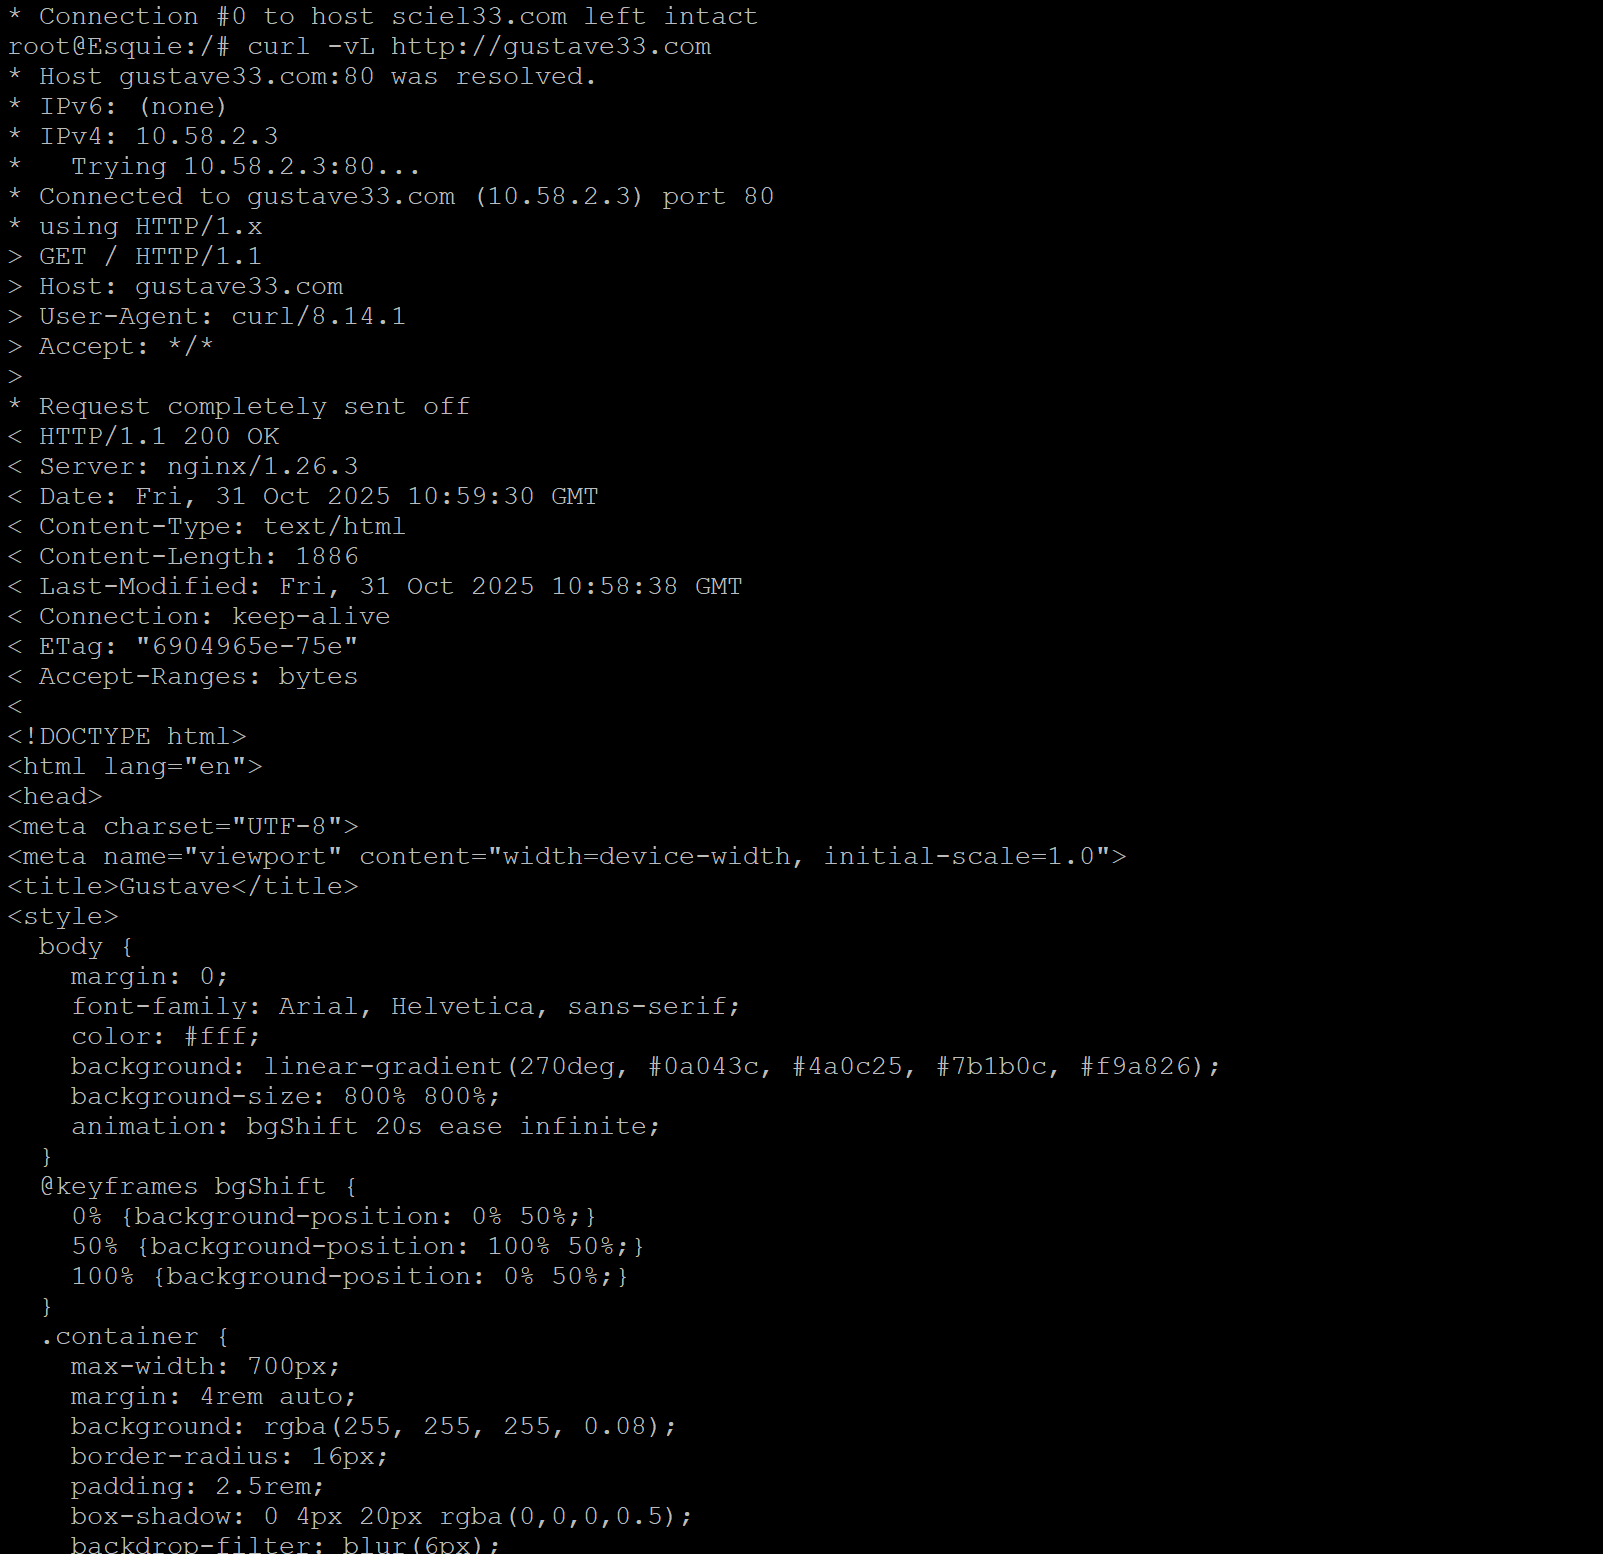 * Connection #0 to host sciel33.com left intact
root@Esquie:/# curl -vL http://gustave33.com
* Host gustave33.com:80 was resolved.
* IPv6: (none)
* IPv4: 10.58.2.3
*   Trying 10.58.2.3:80...
* Connected to gustave33.com (10.58.2.3) port 80
* using HTTP/1.x
> GET / HTTP/1.1
> Host: gustave33.com
> User-Agent: curl/8.14.1
> Accept: */*
>
* Request completely sent off
< HTTP/1.1 200 OK
< Server: nginx/1.26.3
< Date: Fri, 31 Oct 2025 10:59:30 GMT
< Content-Type: text/html
< Content-Length: 1886
< Last-Modified: Fri, 31 Oct 2025 10:58:38 GMT
< Connection: keep-alive
< ETag: "6904965e-75e"
< Accept-Ranges: bytes
<
<!DOCTYPE html>
<html lang="en">
<head>
<meta charset="UTF-8">
<meta name="viewport" content="width=device-width, initial-scale=1.0">
<title>Gustave</title>
<style>
  body {
    margin: 0;
    font-family: Arial, Helvetica, sans-serif;
    color: #fff;
    background: linear-gradient(270deg, #0a043c, #4a0c25, #7b1b0c, #f9a826);
    background-size: 800% 800%;
    animation: bgShift 20s ease infinite;
  }
  @keyframes bgShift {
    0% {background-position: 0% 50%;}
    50% {background-position: 100% 50%;}
    100% {background-position: 0% 50%;}
  }
  .container {
    max-width: 700px;
    margin: 4rem auto;
    background: rgba(255, 255, 255, 0.08);
    border-radius: 16px;
    padding: 2.5rem;
    box-shadow: 0 4px 20px rgba(0,0,0,0.5);
    backdrop-filter: blur(6px);